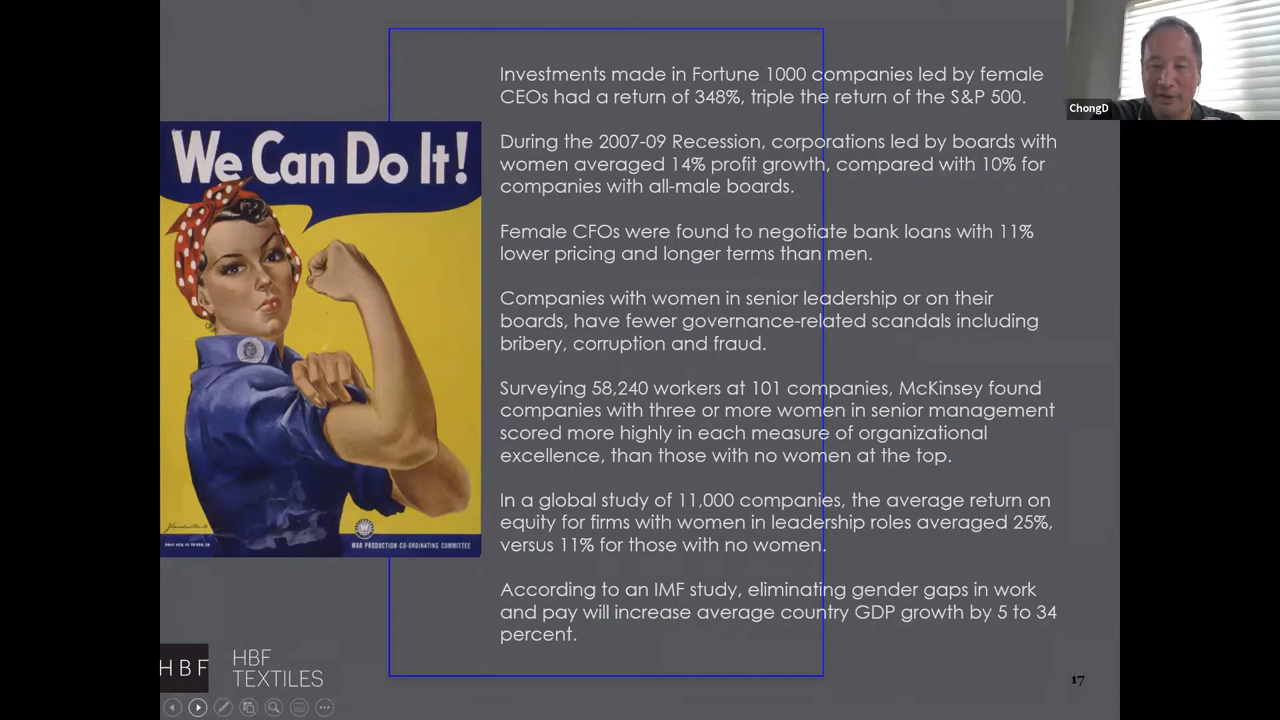 Investments made in Fortune 1000 companies led by female
CEOs had a return of 348%, triple the return of the S&P 500.
During the 2007-09 Recession, corporations led by boards with
women averaged 14% profit growth, compared with 10% for
companies with all-male boards.
Female CFOs were found to negotiate bank loans with 11%
lower pricing and longer terms than men.
Companies with women in senior leadership or on their
boards, have fewer governance-related scandals including
bribery, corruption and fraud.
Surveying 58,240 workers at 101 companies, McKinsey found
companies with three or more women in senior management
scored more highly in each measure of organizational
excellence, than those with no women at the top.
In a global study of 11,000 companies, the average return on
equity for firms with women in leadership roles averaged 25%,
versus 11% for those with no women.
According to an IMF study, eliminating gender gaps in work
and pay will increase average country GDP growth by 5 to 34
percent.
We Can Do It!
WAR PRODUCTION CO-ORDINATING COMMITTEE
HBF
HBF
TEXTILES
17
ChongD